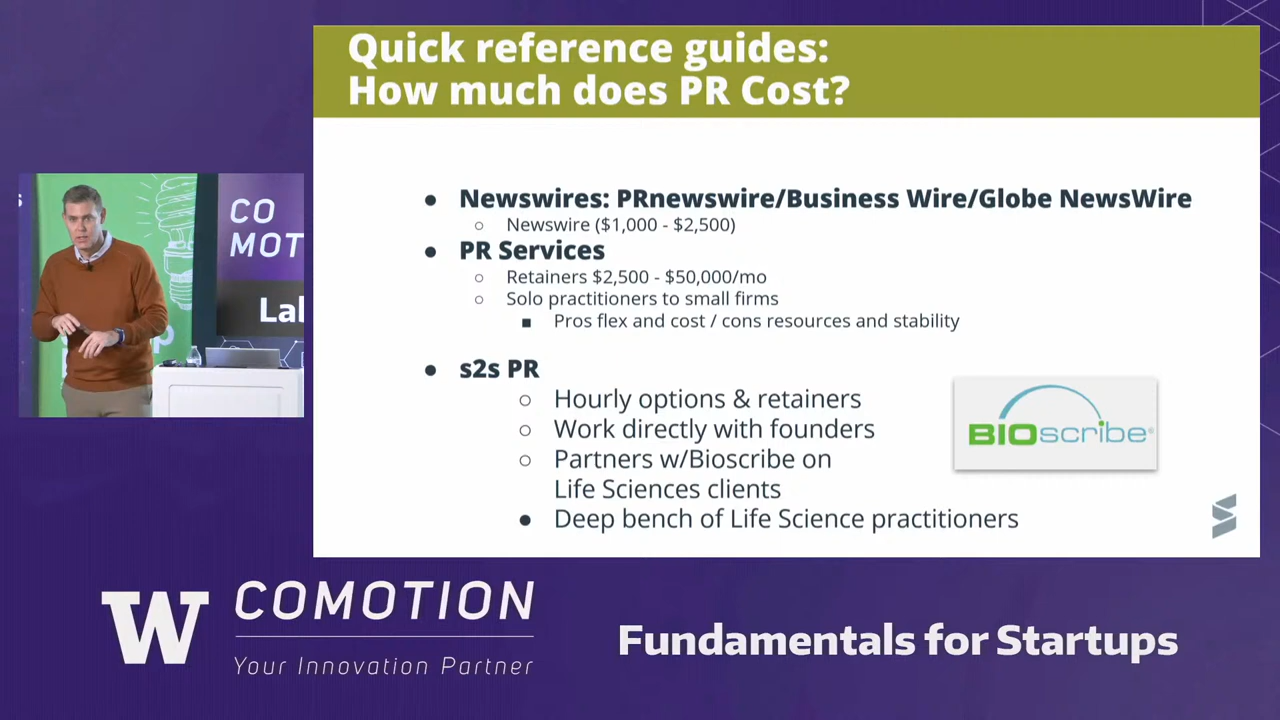 Quick reference guides:
How much does PR Cost?
● Newswires: PRnewswire/Business Wire/Globe NewsWire
○ Newswire ($1,000 - $2,500)
● PR Services
○ Retainers $2,500 - $50,000/mo
○ Solo practitioners to small firms
■ Pros flex and cost / cons resources and stability
● s2s PR
○ Hourly options & retainers
○ Work directly with founders
○ Partners w/Bioscribe on
Life Sciences clients
● Deep bench of Life Science practitioners
BIOscribe®
CO
MOT
Lal
W
COMOTION
Your Innovation Partner
Fundamentals for Startups